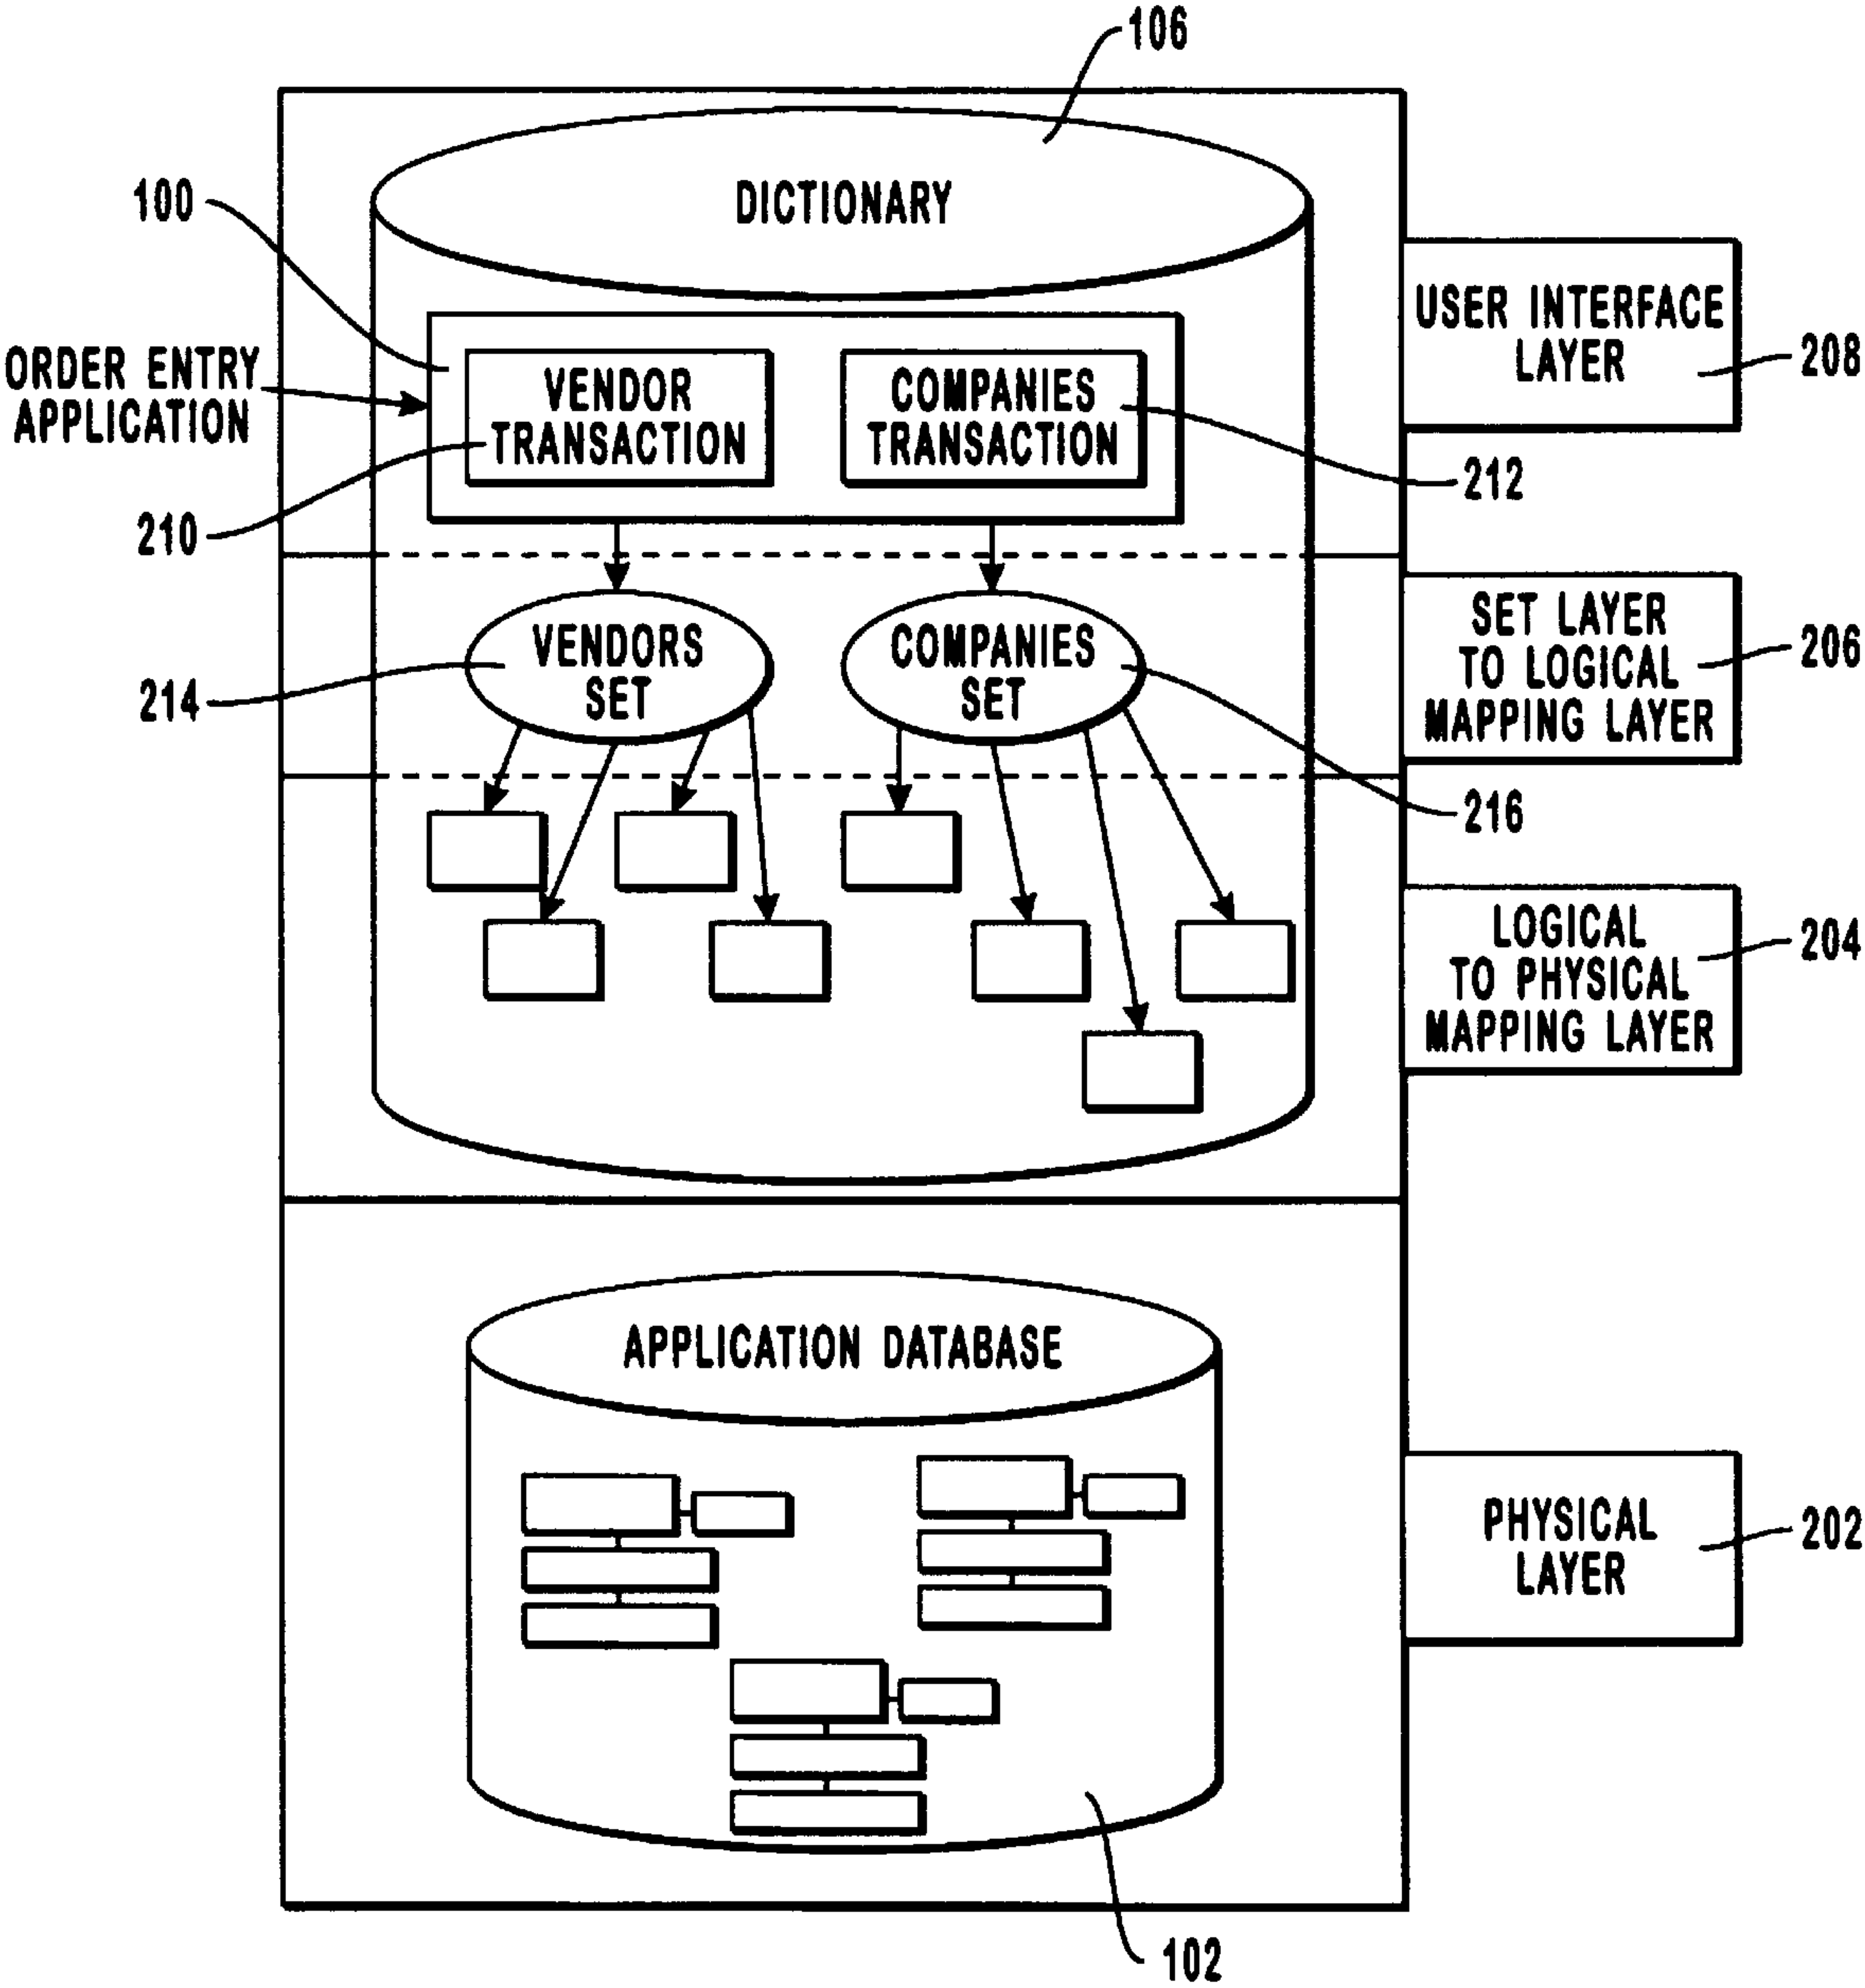 106
DICTIONARY
100
USER INTERFACE
LAYER
208
ORDER ENTRY
APPLICATION
VENDOR
TRANSACTION
COMPANIES
TRANSACTION
212
210
VENDORS
SET
COMPANIES
SET
SET LAYER
TO LOGICAL
MAPPING LAYER
206
214
216
LOGICAL
TO PHYSICAL
MAPPING LAYER
204
APPLICATION DATABASE
PHYSICAL
LAYER
202
102